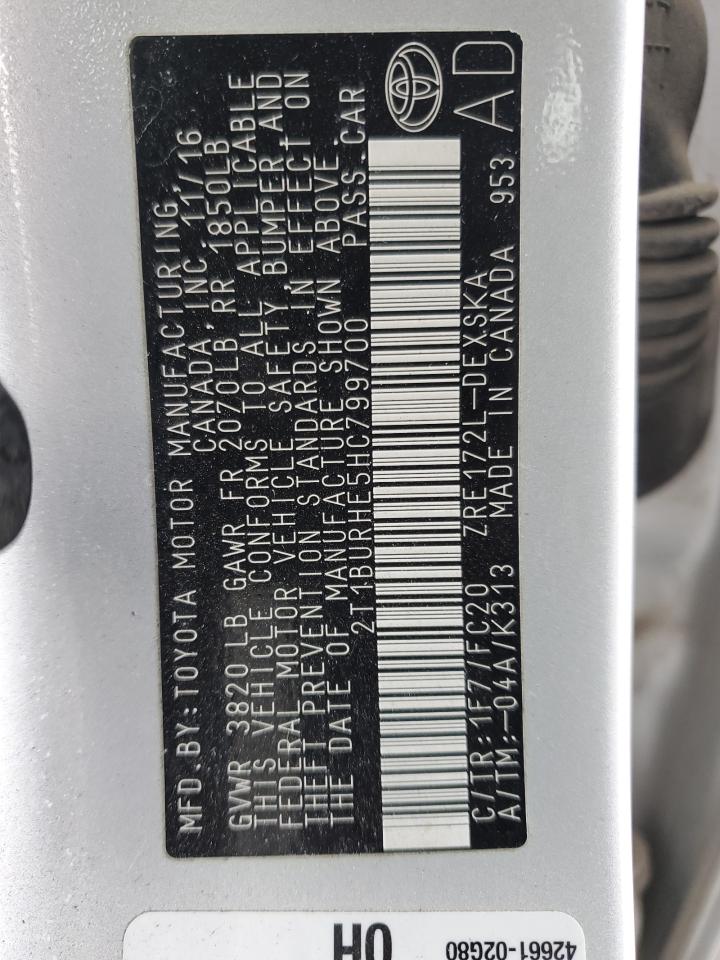 MFD.BY:TOYOTA MOTOR MANUFACTURING,
CANADA, INC. 11/16
GVWR 3820LB GAWR FR 2070LB RR 1850LB
THIS VEHICLE CONFORMS TO ALL APPLICABLE
FEDERAL MOTOR VEHICLE SAFETY, BUMPER AND
THEFT PREVENTION STANDARDS IN EFFECT ON
THE DATE OF MANUFACTURE SHOWN ABOVE.
2T1BURHE5HC799700 PASS.CAR
C/TR:1F7/FC20 ZRE172L-DEXSKA
A/TM:-04A/K313 MADE IN CANADA 953
AD
42661-02G80